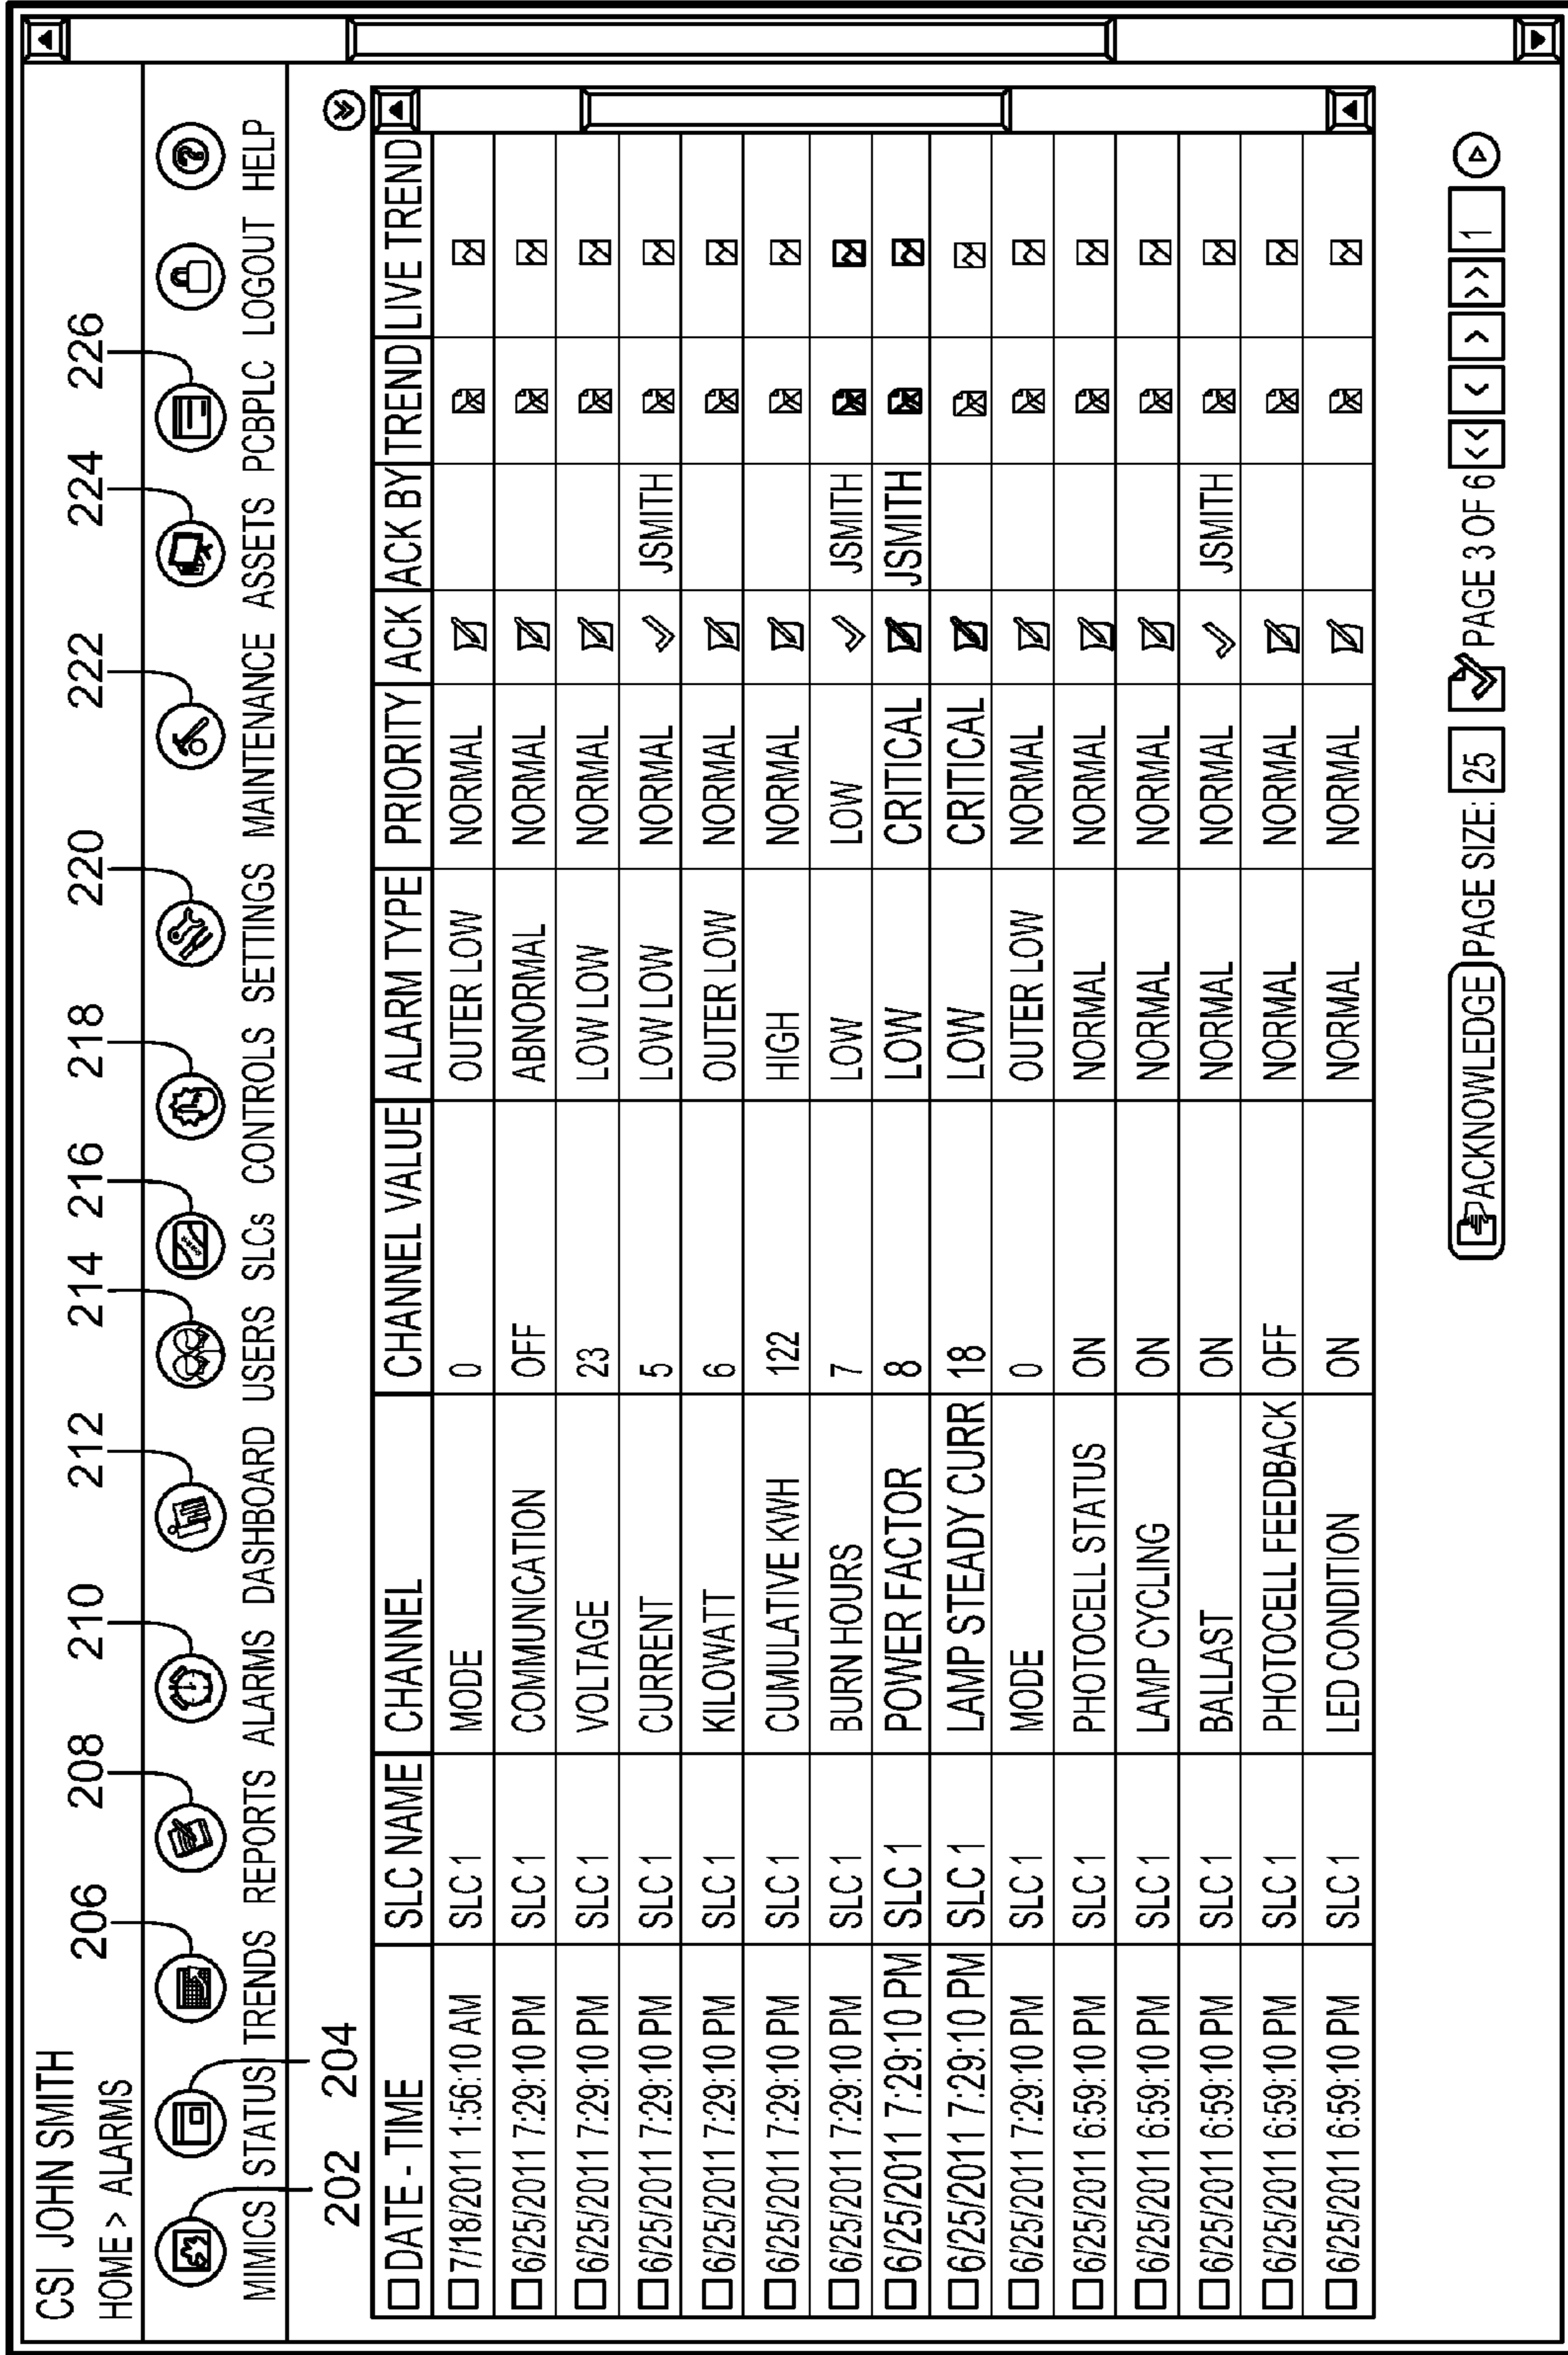 CSI JOHN SMITH
HOME > ALARMS
206 208 210 212 214 216 218 220 222 224 226
MIMICS STATUS TRENDS REPORTS ALARMS DASHBOARD USERS SLCs CONTROLS SETTINGS MAINTENANCE ASSETS PCBPLC LOGOUT HELP
202 204
DATE - TIME SLC NAME CHANNEL CHANNEL VALUE ALARM TYPE PRIORITY ACK ACK BY TREND LIVE TREND
7/18/2011 1:56:10 AM SLC 1 MODE 0 OUTER LOW NORMAL
6/25/2011 7:29:10 PM SLC 1 COMMUNICATION OFF ABNORMAL NORMAL
6/25/2011 7:29:10 PM SLC 1 VOLTAGE 23 LOW LOW NORMAL
6/25/2011 7:29:10 PM SLC 1 CURRENT 5 LOW LOW NORMAL JSMITH
6/25/2011 7:29:10 PM SLC 1 KILOWATT 6 OUTER LOW NORMAL
6/25/2011 7:29:10 PM SLC 1 CUMULATIVE KWH 122 HIGH NORMAL
6/25/2011 7:29:10 PM SLC 1 BURN HOURS 7 LOW LOW JSMITH
6/25/2011 7:29:10 PM SLC 1 POWER FACTOR 8 LOW CRITICAL JSMITH
6/25/2011 7:29:10 PM SLC 1 LAMP STEADY CURR 18 LOW CRITICAL
6/25/2011 7:29:10 PM SLC 1 MODE 0 OUTER LOW NORMAL
6/25/2011 6:59:10 PM SLC 1 PHOTOCELL STATUS ON NORMAL NORMAL
6/25/2011 6:59:10 PM SLC 1 LAMP CYCLING ON NORMAL NORMAL
6/25/2011 6:59:10 PM SLC 1 BALLAST ON NORMAL NORMAL JSMITH
6/25/2011 6:59:10 PM SLC 1 PHOTOCELL FEEDBACK OFF NORMAL NORMAL
6/25/2011 6:59:10 PM SLC 1 LED CONDITION ON NORMAL NORMAL
ACKNOWLEDGE PAGE SIZE: 25 PAGE 3 OF 6 << < > >> 1